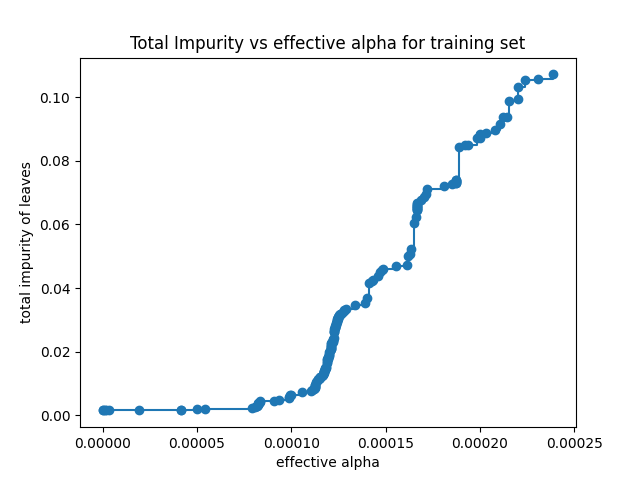 Total Impurity vs effective alpha for training set
total impurity of leaves
0.10
0.08
0.06
0.04
0.02
0.00
0.00000 0.00005 0.00010 0.00015 0.00020 0.00025
effective alpha